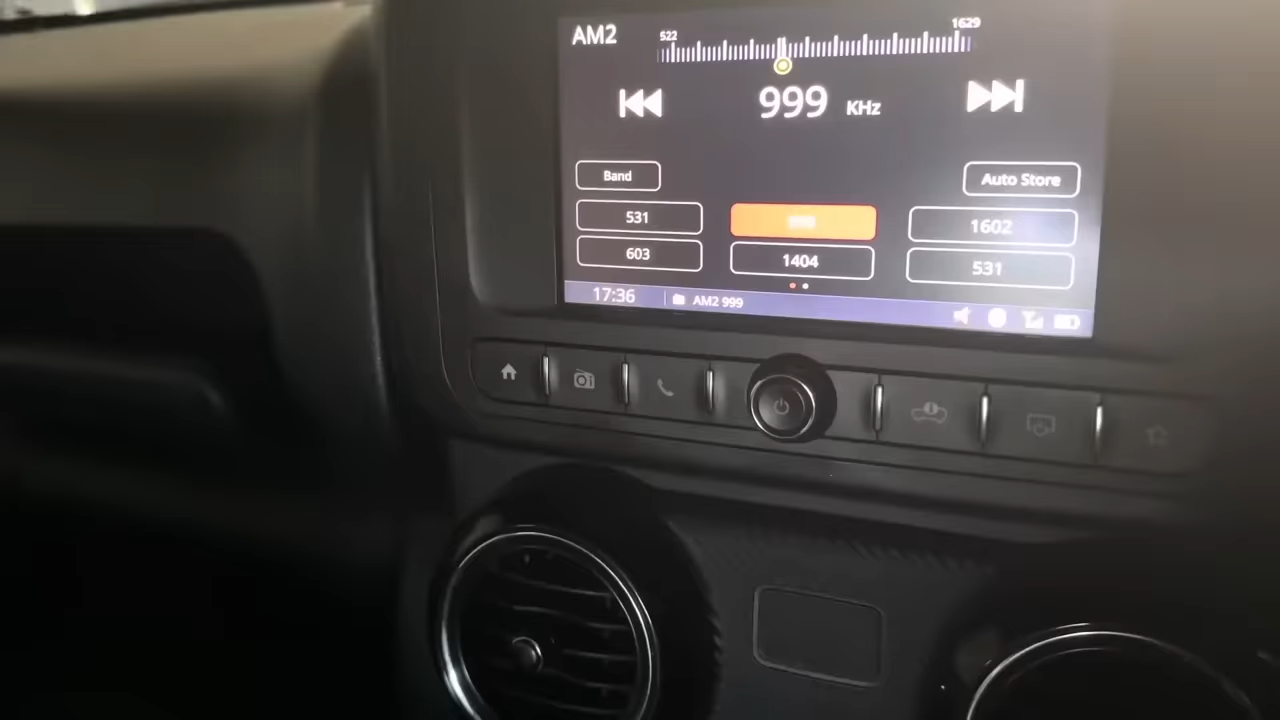 AM2
522
1629
999 KHz
Band
Auto Store
531
1602
603
1404
531
17:36
AM2 999